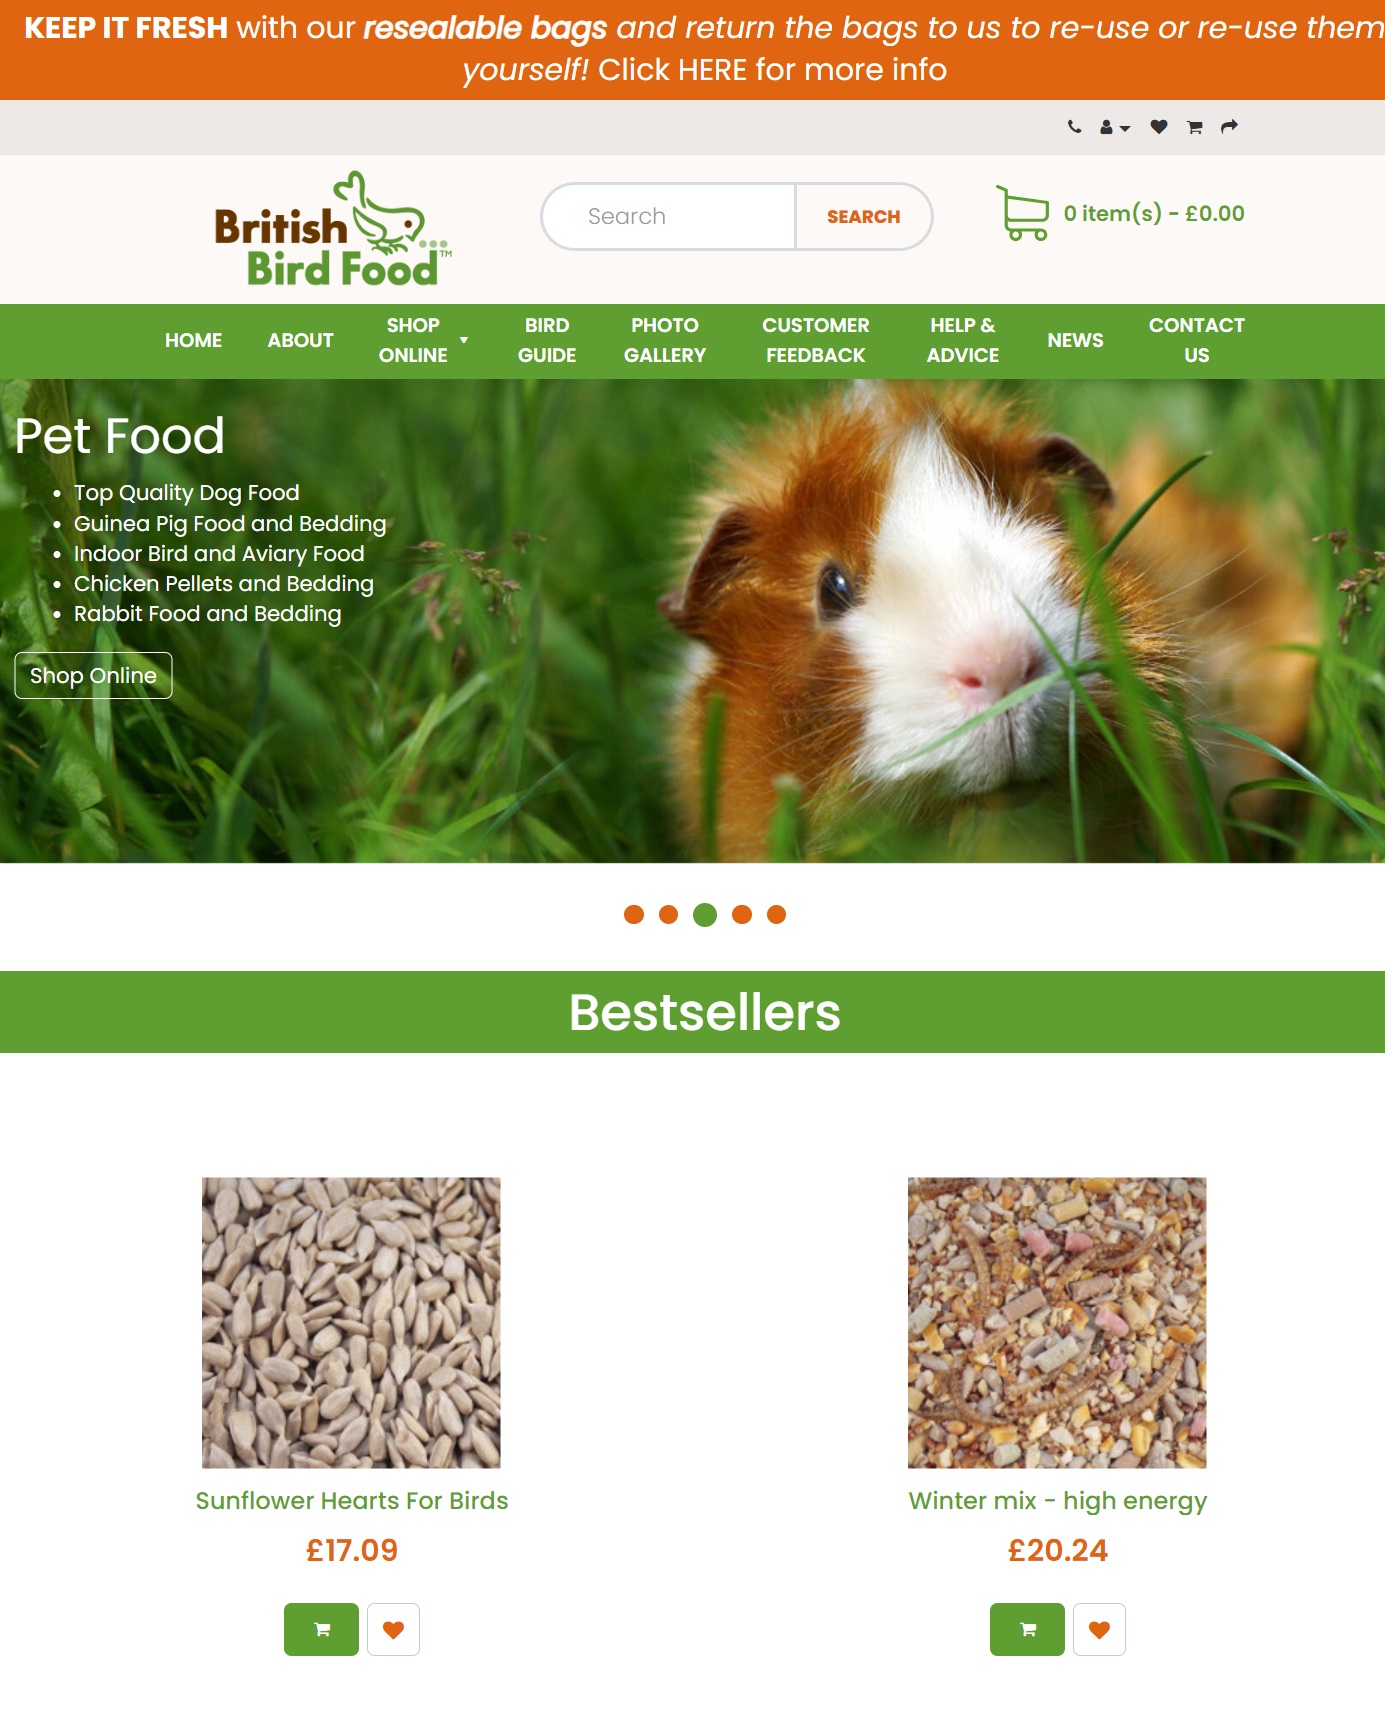 KEEP IT FRESH with our resealable bags and return the bags to us to re-use or re-use them
yourself! Click HERE for more info
British
Bird Food™
Search
SEARCH
0 item(s) - £0.00
HOME
ABOUT
SHOP
ONLINE
BIRD
GUIDE
PHOTO
GALLERY
CUSTOMER
FEEDBACK
HELP &
ADVICE
NEWS
CONTACT
US
Pet Food
• Top Quality Dog Food
• Guinea Pig Food and Bedding
• Indoor Bird and Aviary Food
• Chicken Pellets and Bedding
• Rabbit Food and Bedding
Shop Online
Bestsellers
Sunflower Hearts For Birds
£17.09
Winter mix - high energy
£20.24